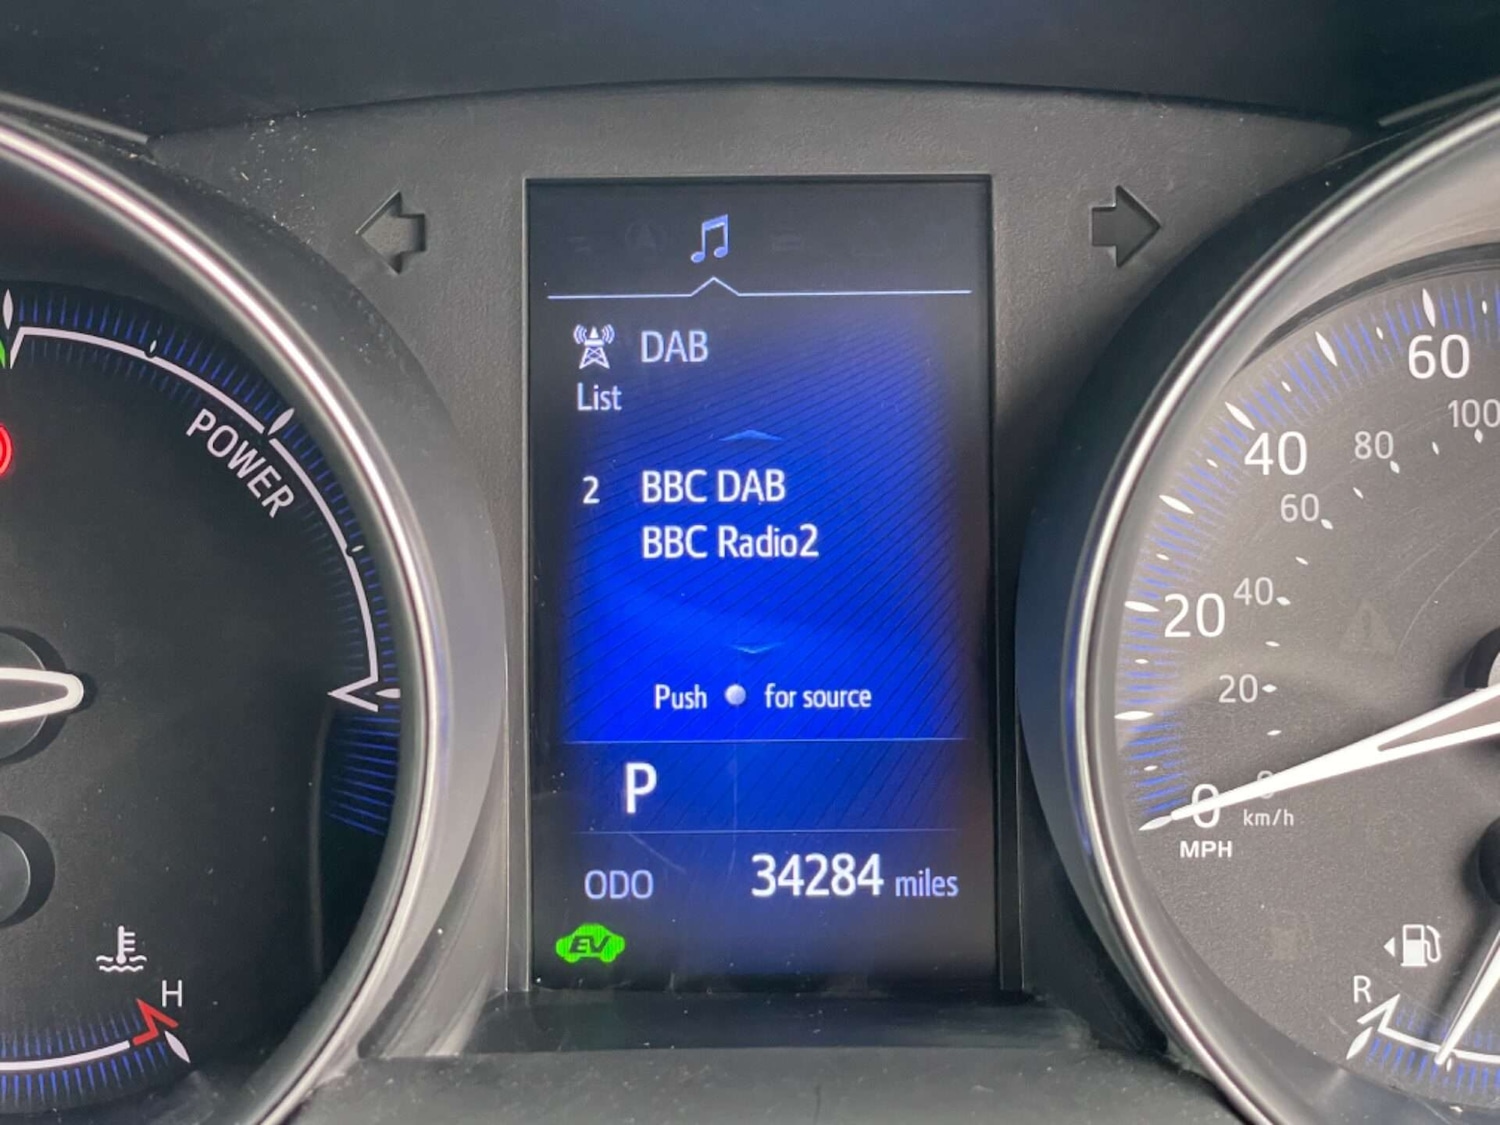 DAB
List
2 BBC DAB
BBC Radio2
Push for source
P
ODO 34284 miles
EV
POWER
H
60
100
40
80
60
20
40
20
0
0
km/h
MPH
R